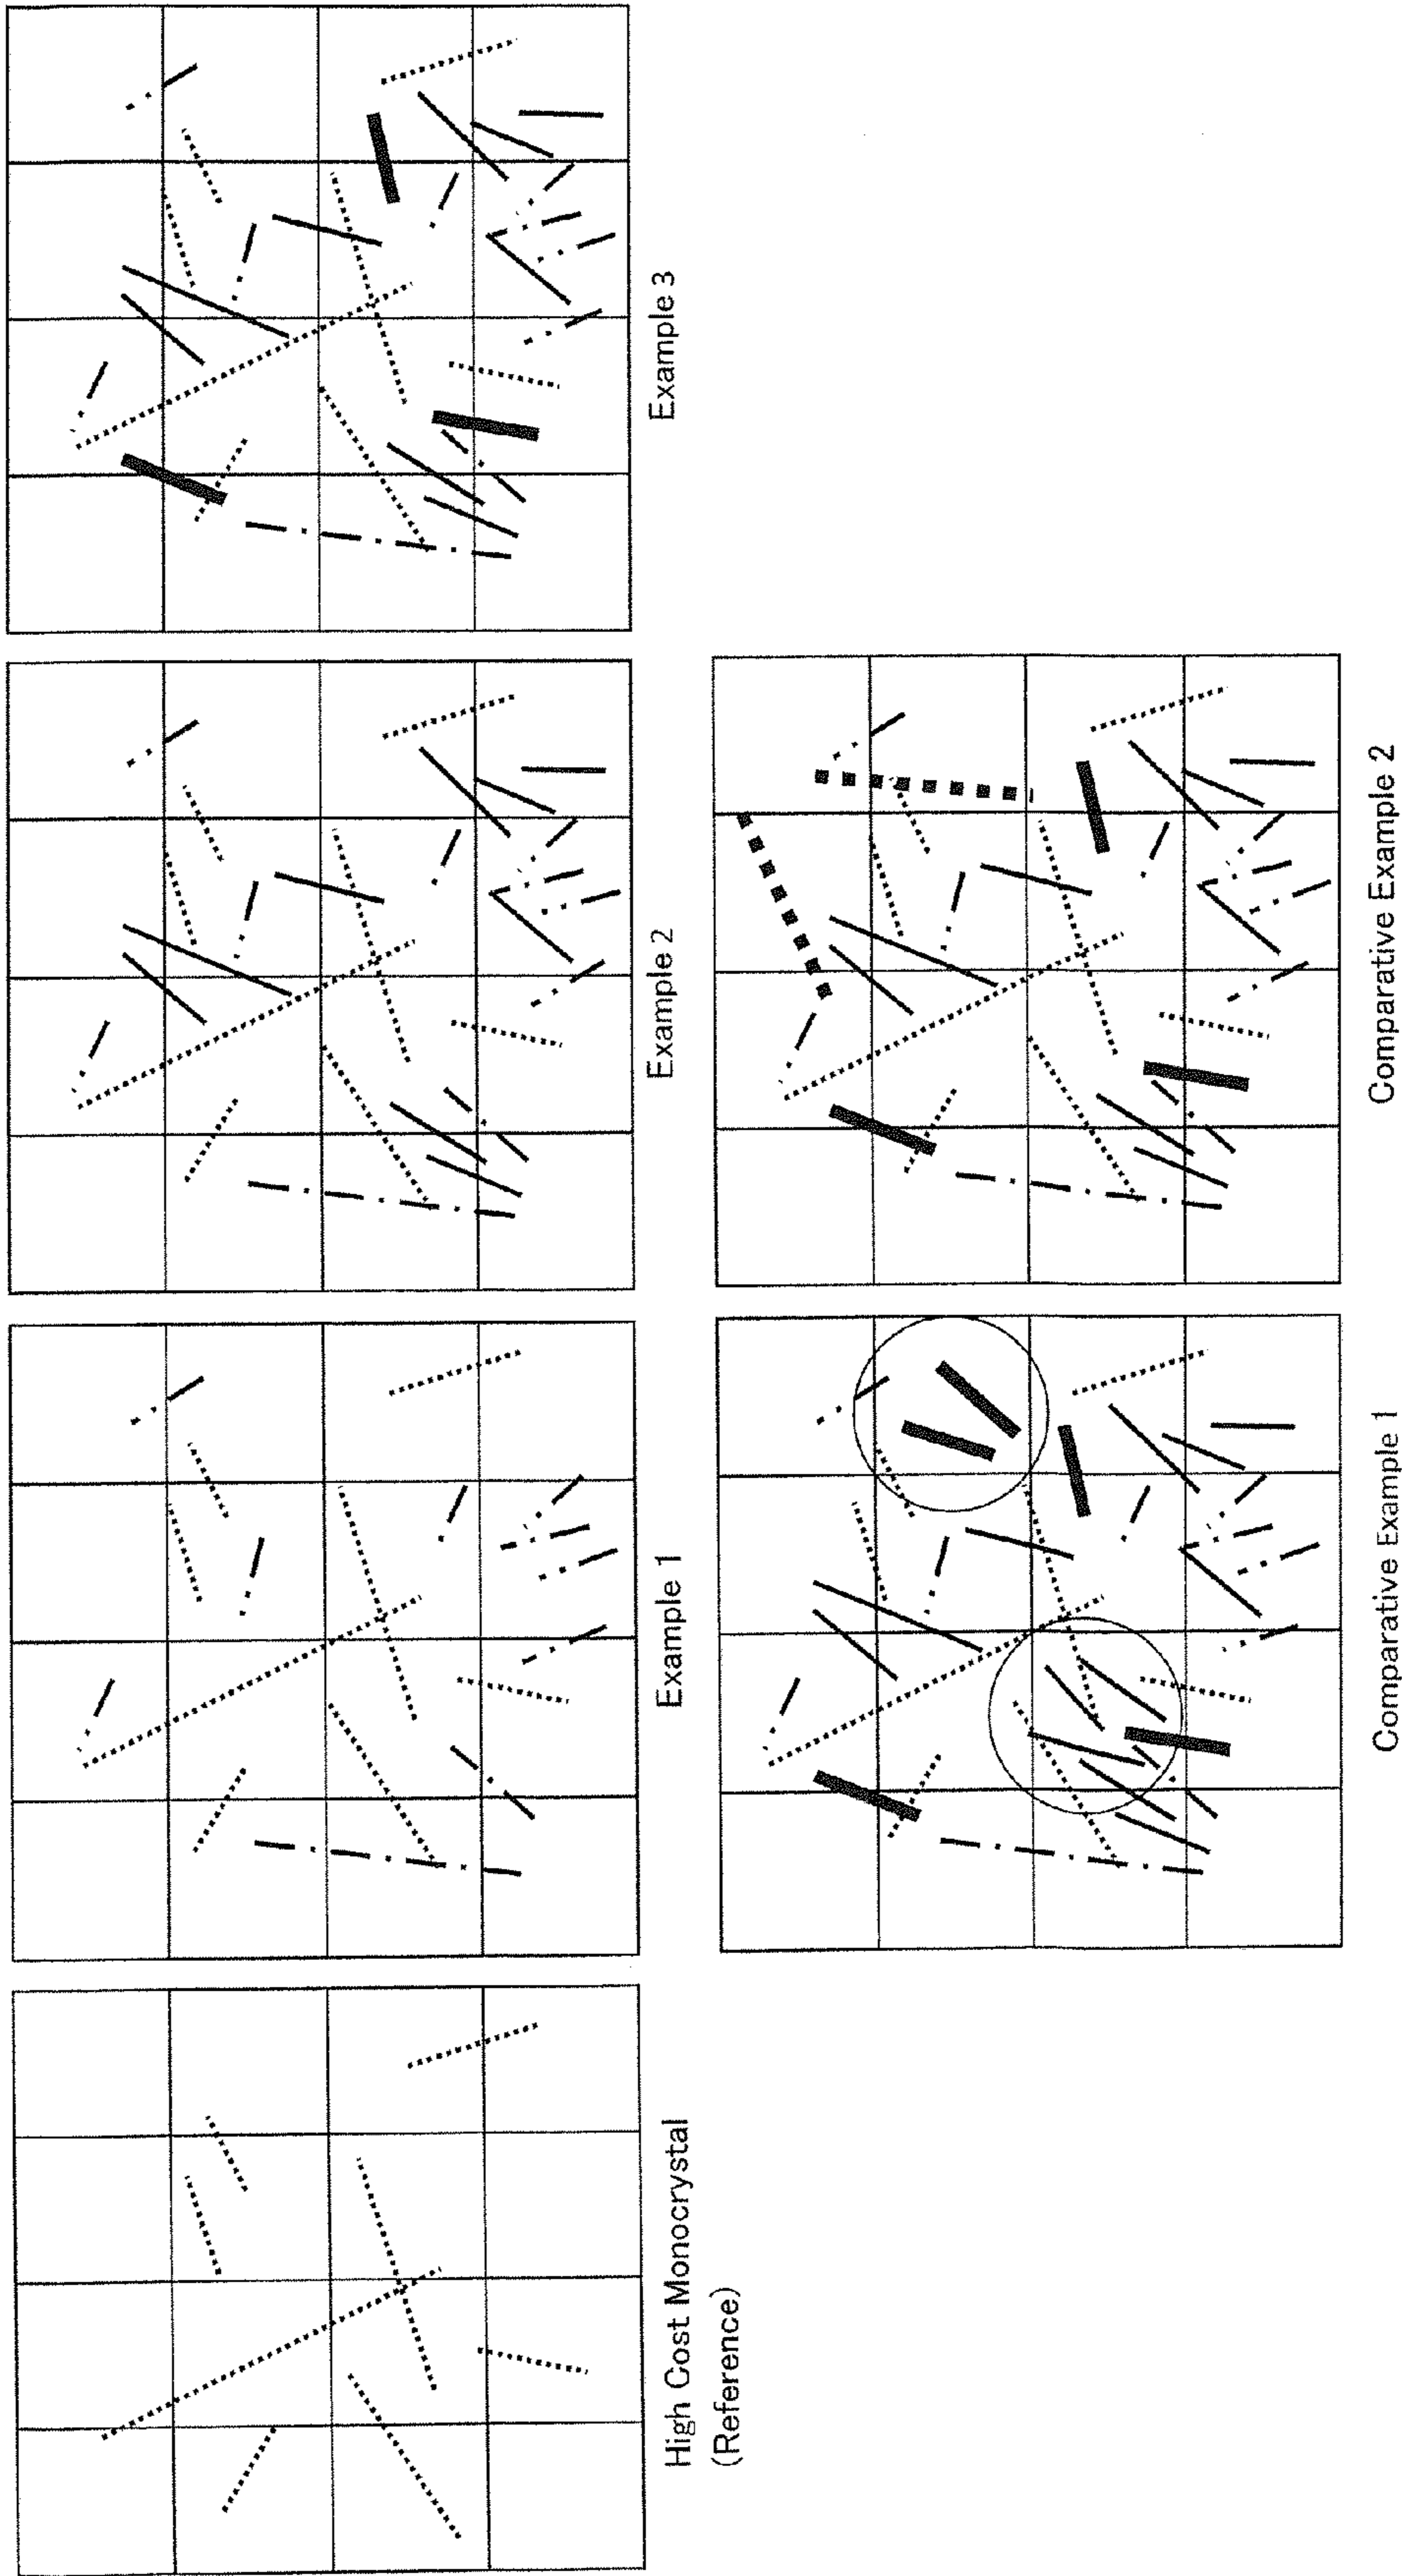 High Cost Monocrystal
(Reference)
Example 1
Example 2
Example 3
Comparative Example 1
Comparative Example 2